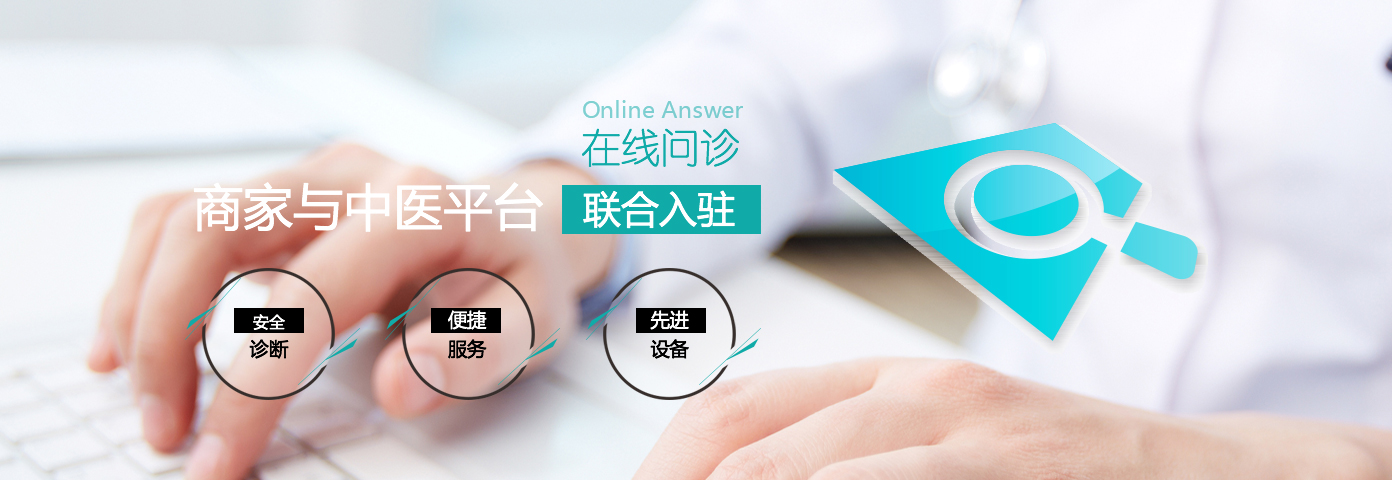 Online Answer
在线问诊
商家与中医平台 联合入驻
安全
诊断
便捷
服务
先进
设备